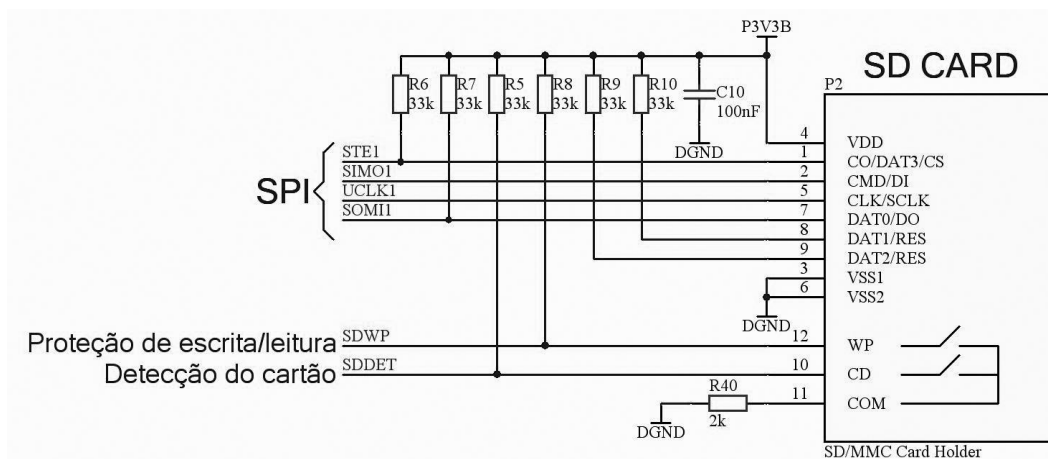 P3V3B
SD CARD
P2
R6
33k
R7
33k
R5
33k
R8
33k
R9
33k
R10
33k
C10
100nF
DGND
SPI
STE1
SIMO1
UCLK1
SOMI1
4 VDD
1 CO/DAT3/CS
2 CMD/DI
5 CLK/SCLK
7 DAT0/DO
8 DAT1/RES
9 DAT2/RES
3 VSS1
6 VSS2
DGND
Proteção de escrita/leitura SDWP
12 WP
Detecção do cartão SDDET
10 CD
R40
2k
DGND
11 COM
SD/MMC Card Holder